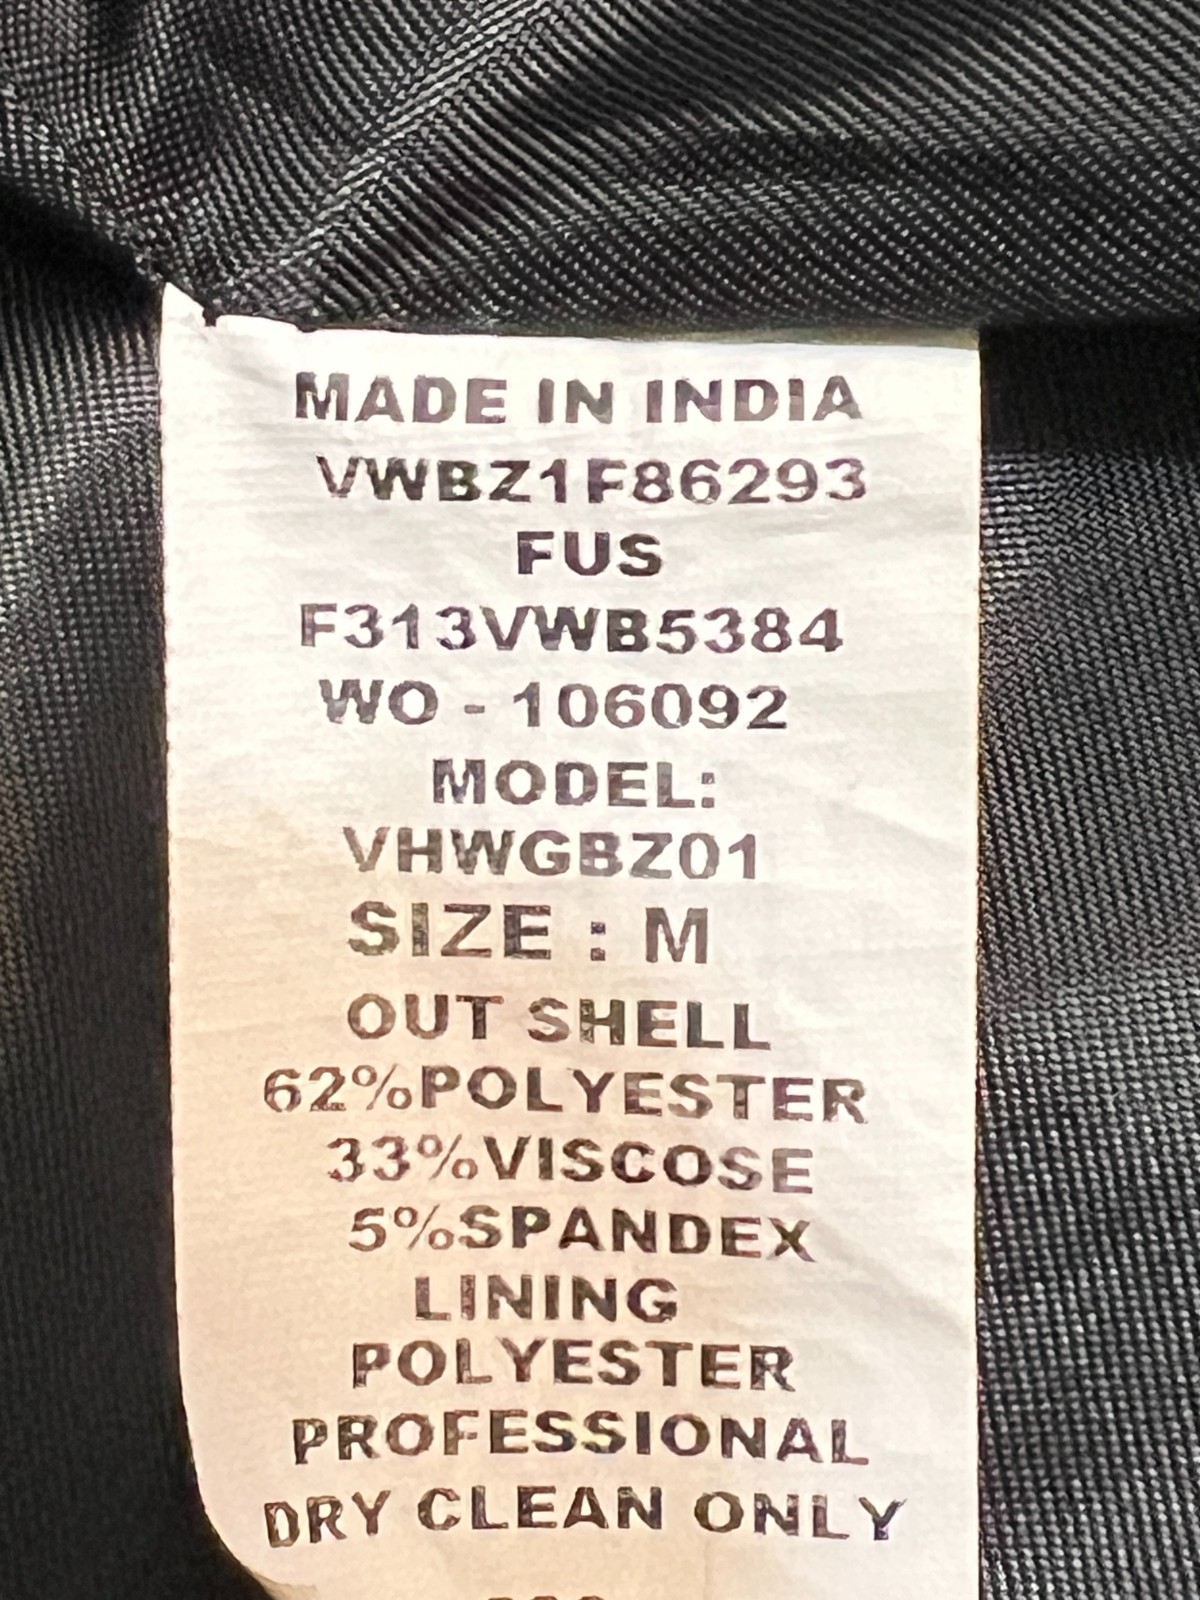 MADE IN INDIA
VWBZ1F86293
FUS
F313VWB5384
WO - 106092
MODEL:
VHWGBZ01
SIZE : M
OUT SHELL
62%POLYESTER
33%VISCOSE
5%SPANDEX
LINING
POLYESTER
PROFESSIONAL
DRY CLEAN ONLY